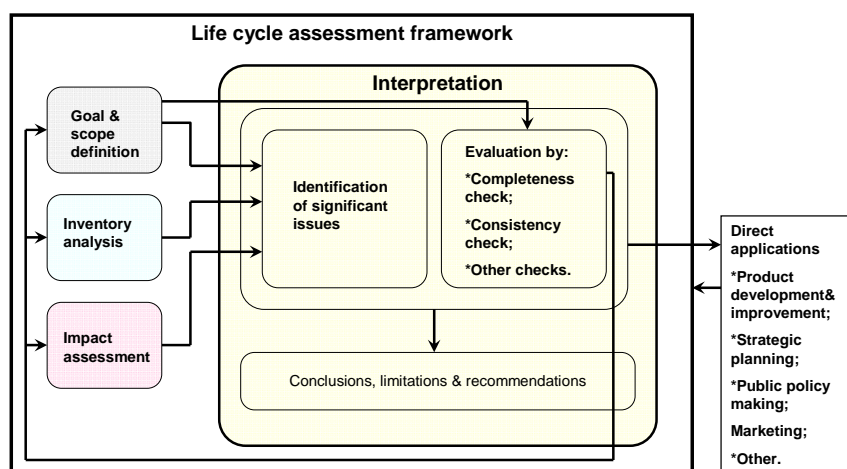 Life cycle assessment framework
Interpretation
Goal &
scope
definition
Inventory
analysis
Impact
assessment
Identification
of significant
issues
Evaluation by:
*Completeness
check;
*Consistency
check;
*Other checks.
Conclusions, limitations & recommendations
Direct
applications
*Product
development&
improvement;
*Strategic
planning;
*Public policy
making;
Marketing;
*Other.